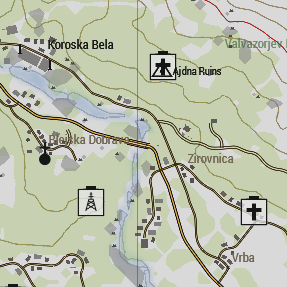 Koroska Bela
Valvazorjev
Ajdna Ruins
Blejska Dobrava
Zirovnica
Vrba